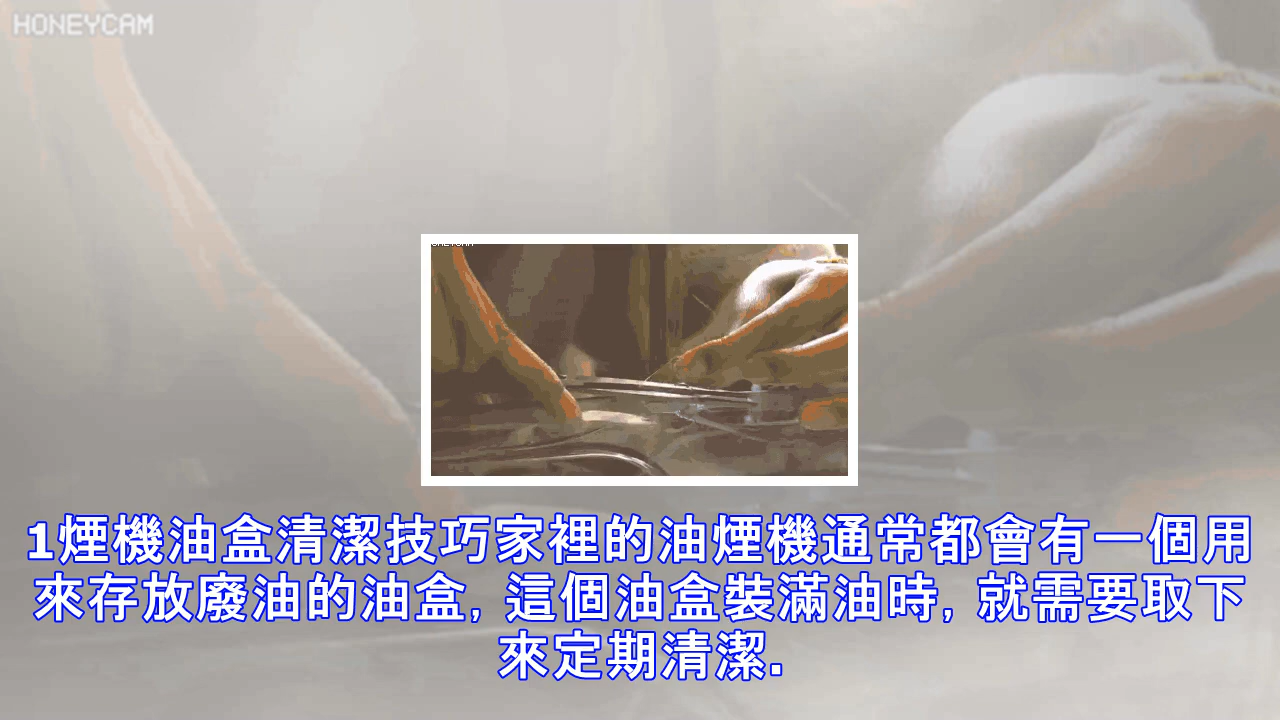 HONEYCAM
1煙機油盒清潔技巧家裡的油煙機通常都會有一個用
來存放廢油的油盒, 這個油盒裝滿油時, 就需要取下
來定期清潔.